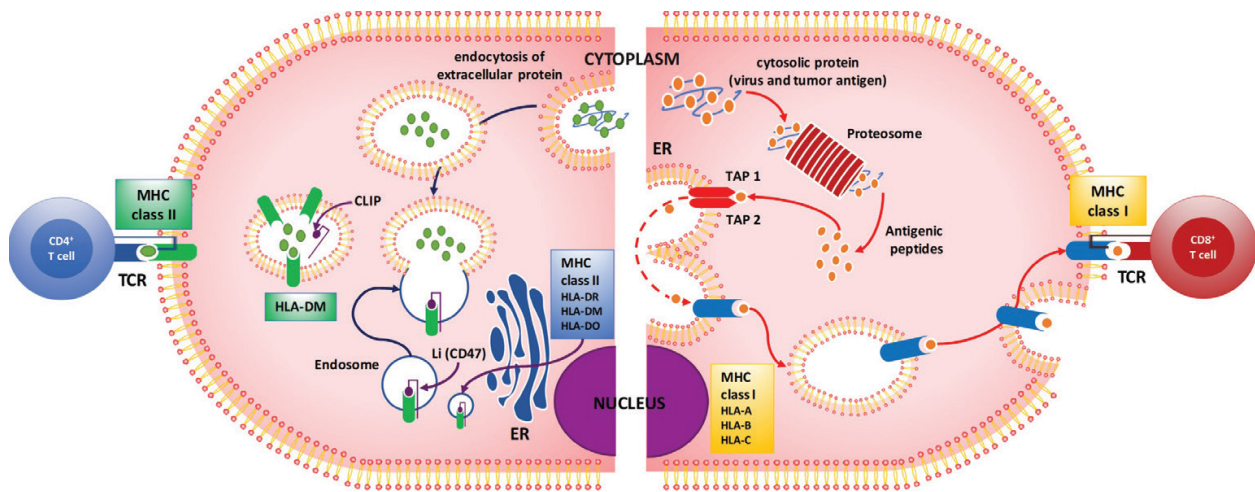 endocytosis of
extracellular protein
CYTOPLASM
cytosolic protein
(virus and tumor antigen)
Proteosome
ER
TAP 1
TAP 2
Antigenic
peptides
MHC
class II
CD4+
T cell
TCR
CLIP
HLA-DM
MHC
class II
HLA-DR
HLA-DM
HLA-DO
Endosome
Li (CD47)
ER
NUCLEUS
MHC
class I
HLA-A
HLA-B
HLA-C
MHC
class I
CD8+
T cell
TCR